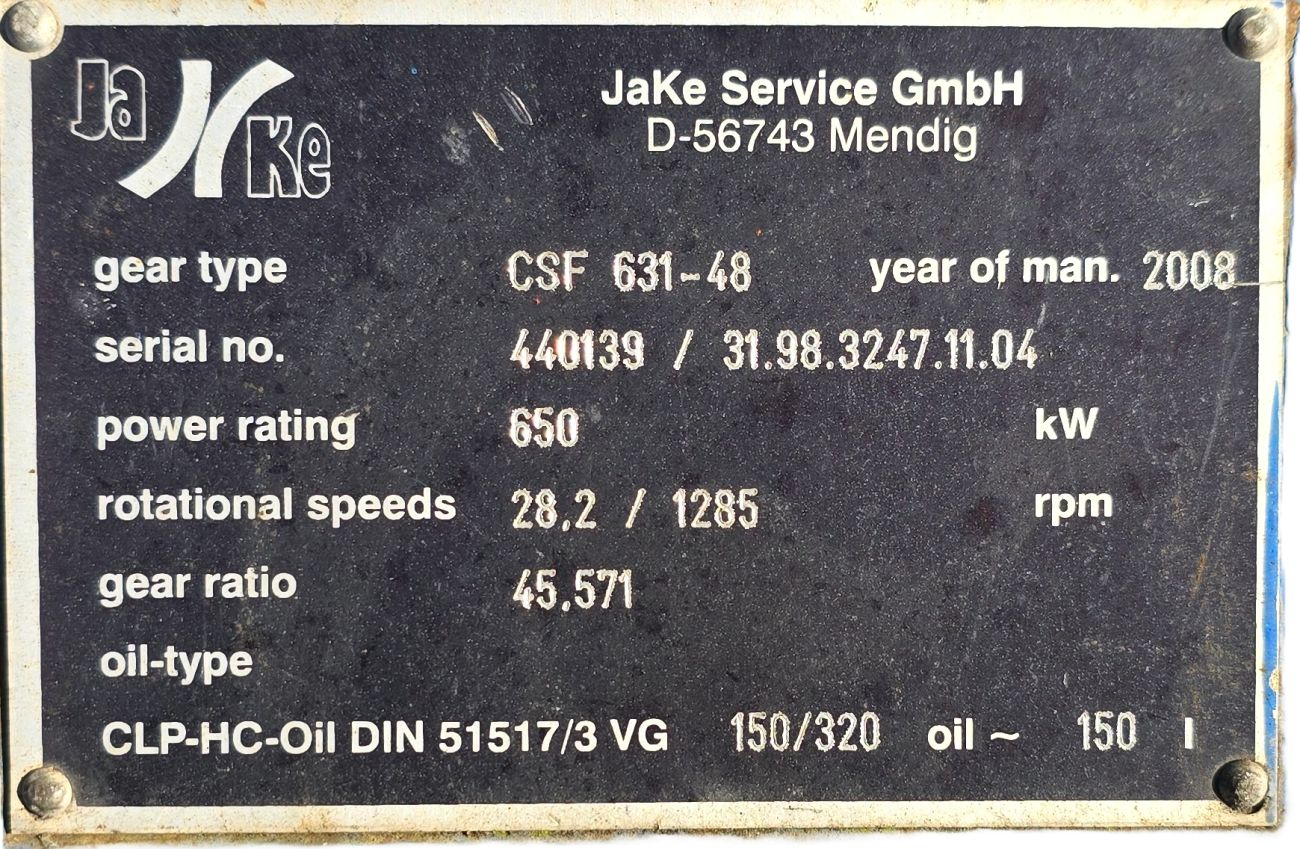 Ja Ke
JaKe Service GmbH
D-56743 Mendig
gear type CSF 631-48 year of man. 2008
serial no. 440139 / 31.98.3247.11.04
power rating 650 kW
rotational speeds 28.2 / 1285 rpm
gear ratio 45.571
oil-type
CLP-HC-Oil DIN 51517/3 VG 150/320 oil ~ 150 l